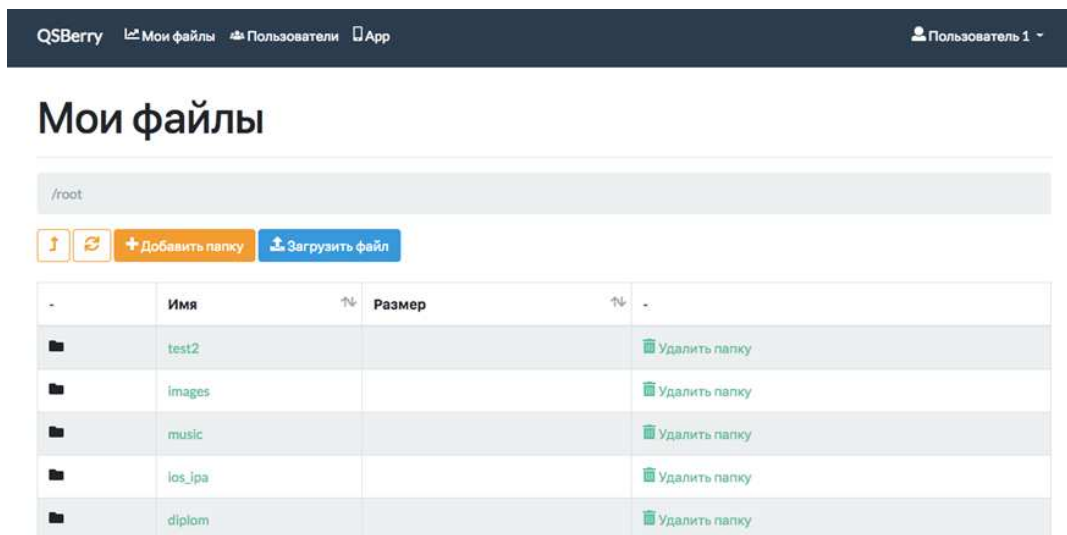 QSBerry Мои файлы Пользователи App Пользователь 1
Мои файлы
/root
Добавить папку Загрузить файл
- Имя Размер -
test2 Удалить папку
images Удалить папку
music Удалить папку
ios_ipa Удалить папку
diplom Удалить папку